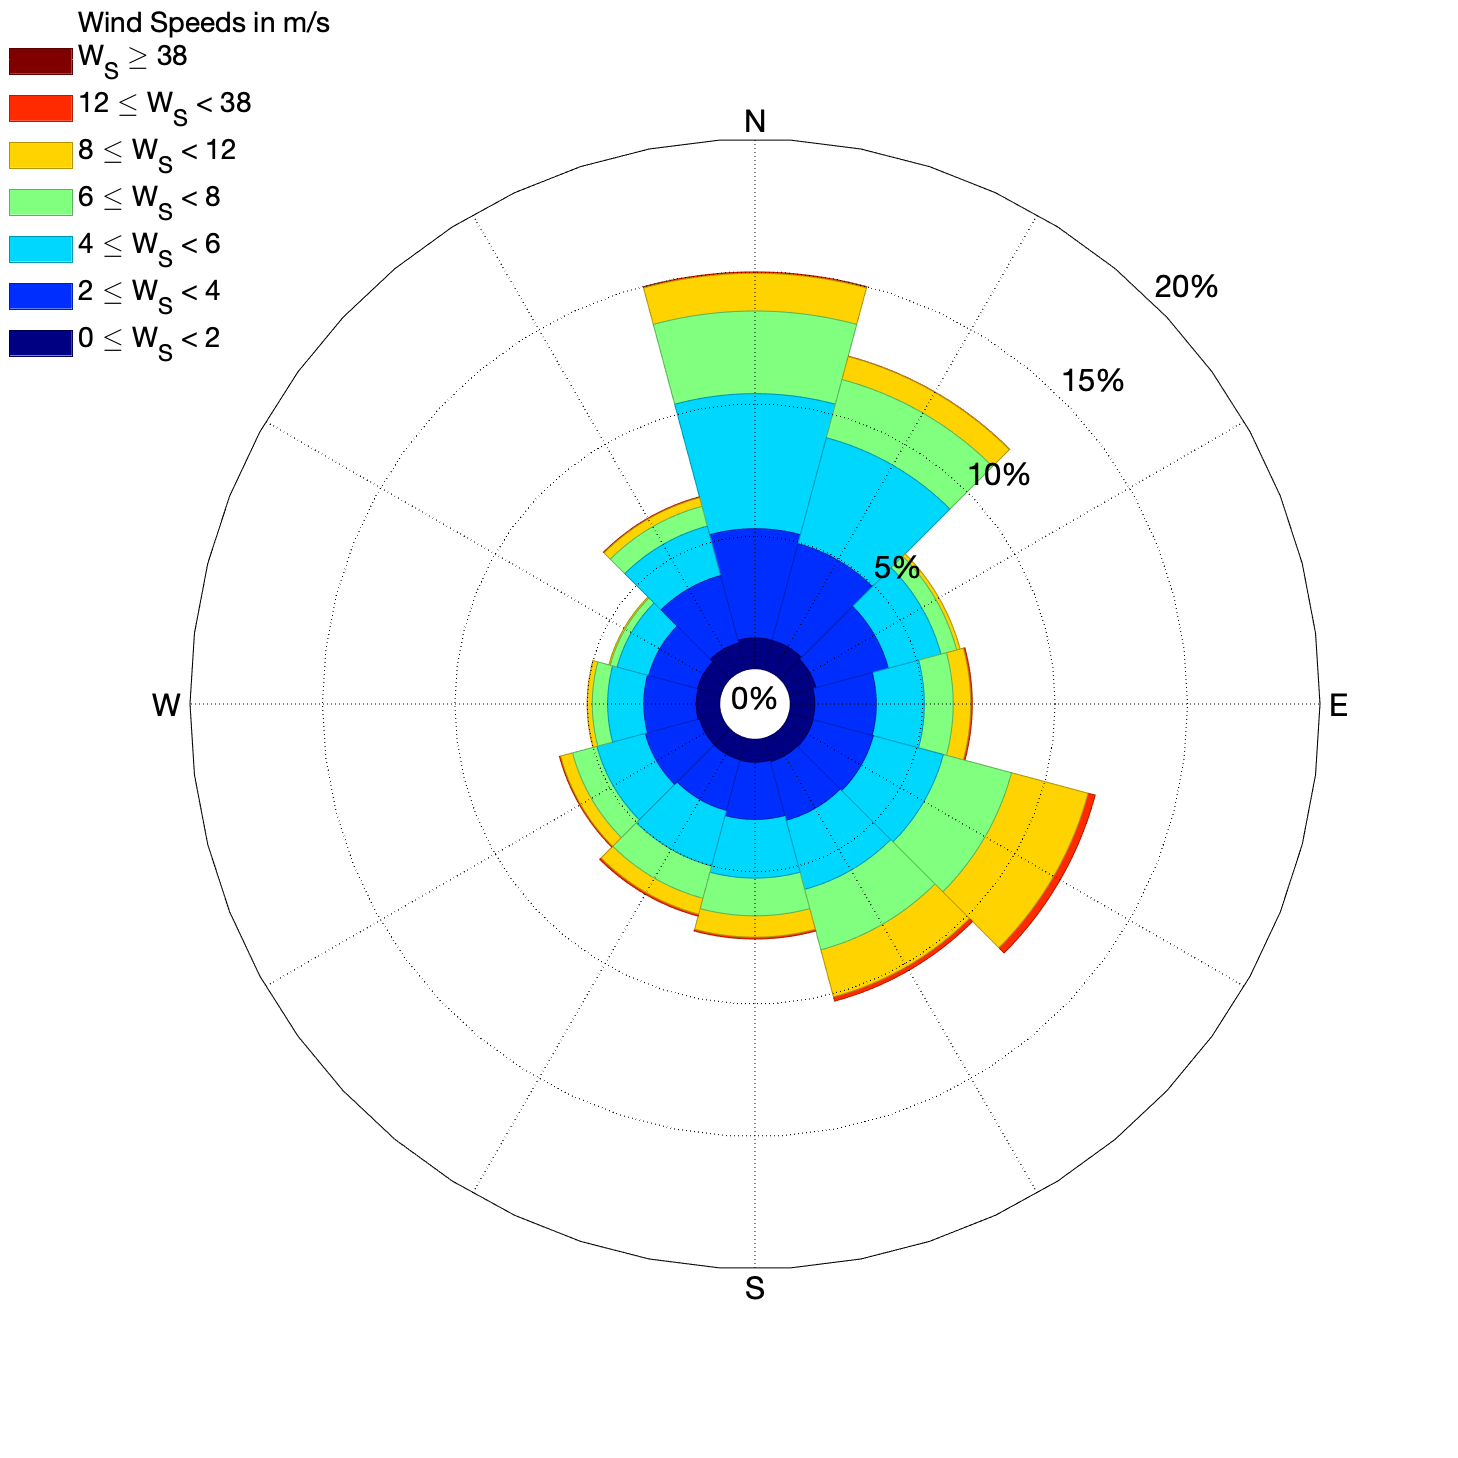 Wind Speeds in m/s
W_S ≥ 38
12 ≤ W_S < 38
8 ≤ W_S < 12
6 ≤ W_S < 8
4 ≤ W_S < 6
2 ≤ W_S < 4
0 ≤ W_S < 2
N
20%
15%
10%
5%
0%
W
E
S